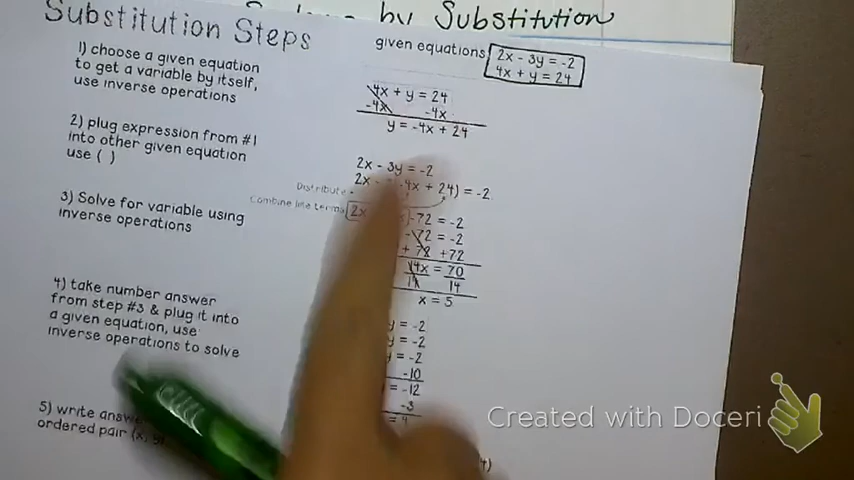 by Substitution
Substitution Steps
1) choose a given equation
to get a variable by itself,
use inverse operations
2) plug expression from #1
into other given equation
use ( )
3) Solve for variable using
inverse operations
4) take number answer
from step #3 & plug it into
a given equation, use
inverse operations to solve
5) write
ordered pair (x, y)
given equations
2x - 3y = -2
4x + y = 24
4x + y = 24
-4x -4x
y = -4x + 24
2x - 3y = -2
2x - 4x + 24) = -2
Distribute
Combine like terms 2x -72 = -2
-72 = -2
+ 72 +72
14x = 70
14 14
x = 5
y = -2
y = -2
y = -2
-10
= -12
-3
= 4
4)
Created with Doceri